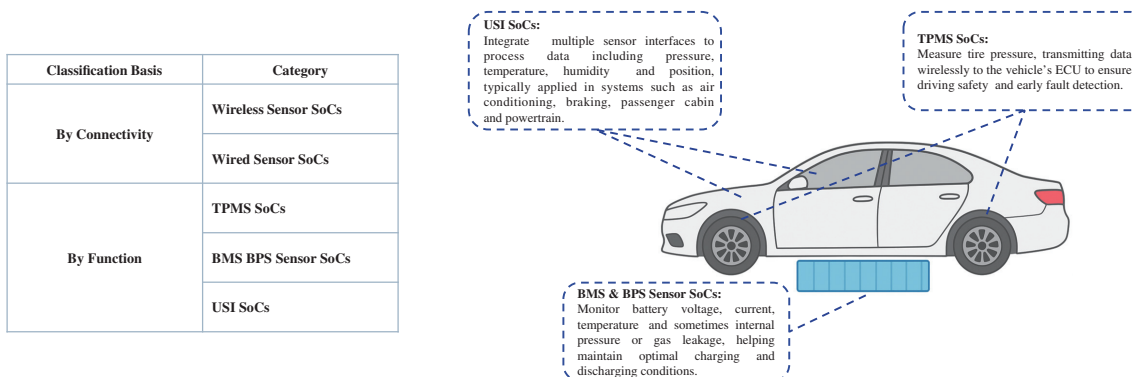 Classification Basis
Category
By Connectivity
Wireless Sensor SoCs
Wired Sensor SoCs
By Function
TPMS SoCs
BMS BPS Sensor SoCs
USI SoCs
USI SoCs:
Integrate multiple sensor interfaces to
process data including pressure,
temperature, humidity and position,
typically applied in systems such as air
conditioning, braking, passenger cabin
and powertrain.
TPMS SoCs:
Measure tire pressure, transmitting data
wirelessly to the vehicle's ECU to ensure
driving safety and early fault detection.
BMS & BPS Sensor SoCs:
Monitor battery voltage, current,
temperature and sometimes internal
pressure or gas leakage, helping
maintain optimal charging and
discharging conditions.